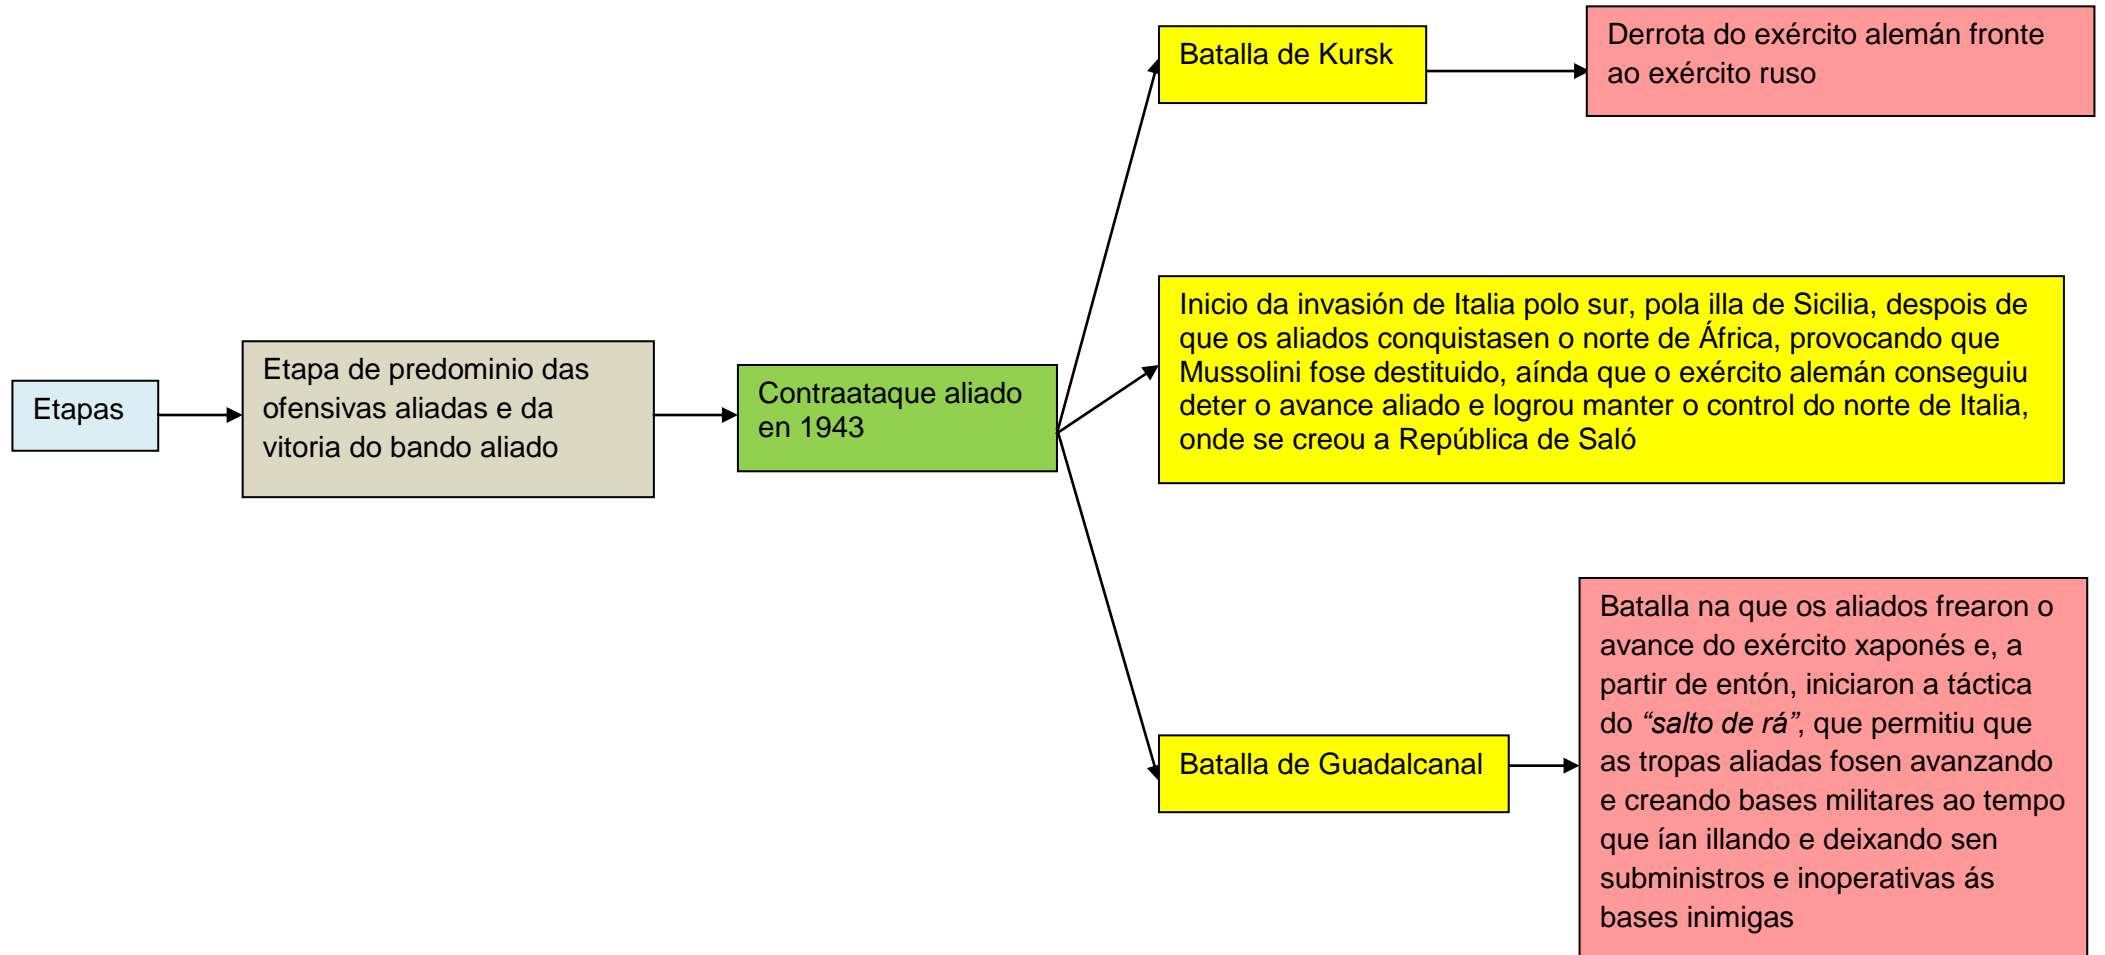 Etapas
Etapa de predominio das
ofensivas aliadas e da
vitoria do bando aliado
Contraataque aliado
en 1943
Batalla de Kursk
Derrota do exército alemán fronte
ao exército ruso
Inicio da invasión de Italia polo sur, pola illa de Sicilia, despois de
que os aliados conquistasen o norte de África, provocando que
Mussolini fose destituido, aínda que o exército alemán conseguiu
deter o avance aliado e logrou manter o control do norte de Italia,
onde se creou a República de Saló
Batalla de Guadalcanal
Batalla na que os aliados frearon o
avance do exército xaponés e, a
partir de entón, iniciaron a táctica
do “salto de rá”, que permitiu que
as tropas aliadas fosen avanzando
e creando bases militares ao tempo
que ían illando e deixando sen
subministros e inoperativas ás
bases inimigas